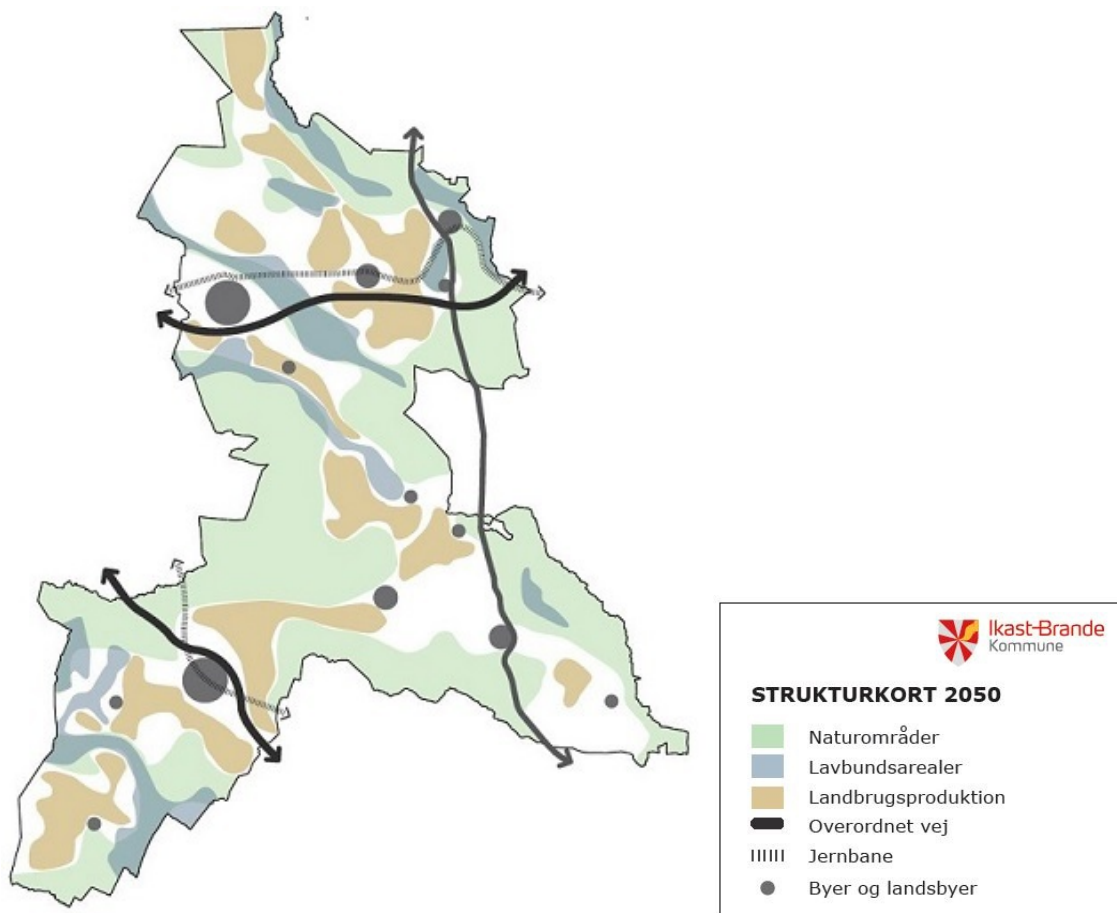 Ikast-Brande
Kommune
STRUKTURKORT 2050
Naturområder
Lavbundsarealer
Landbrugsproduktion
Overordnet vej
Jernbane
Byer og landsbyer